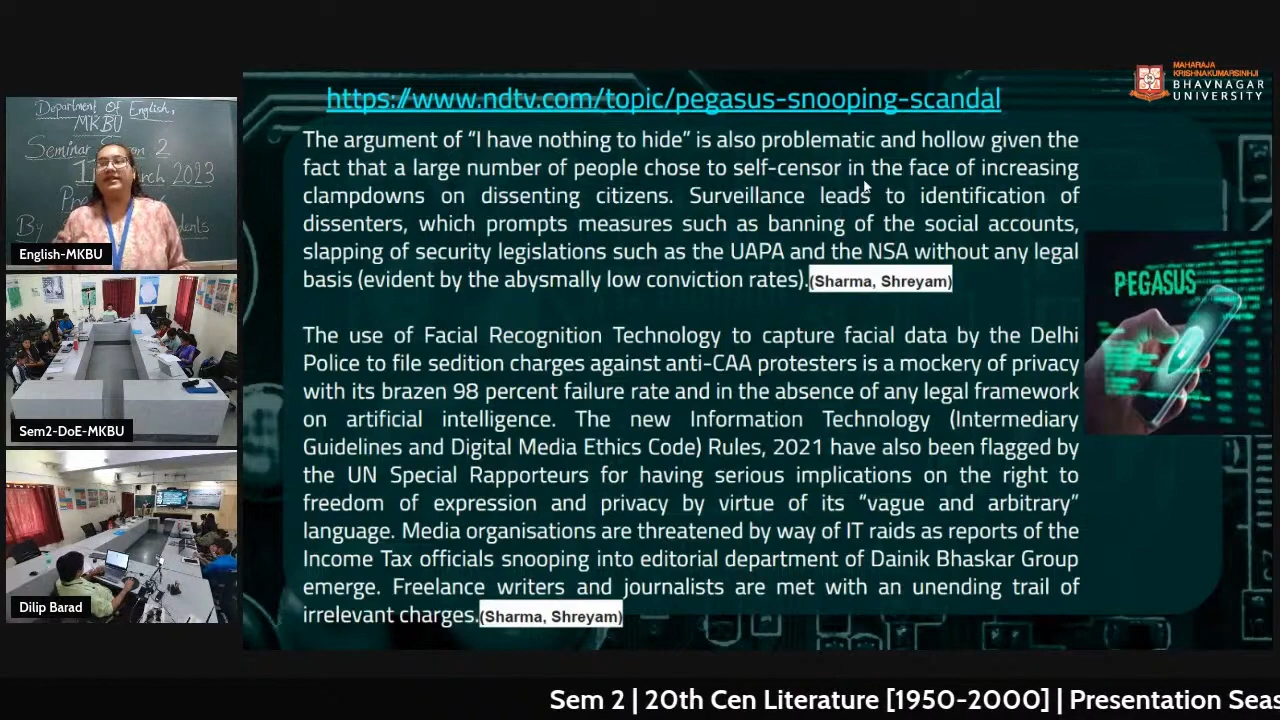 MAHARAJA
KRISHNAKUMARSINHJI
BHAVNAGAR
UNIVERSITY
https://www.ndtv.com/topic/pegasus-snooping-scandal
The argument of “I have nothing to hide” is also problematic and hollow given the
fact that a large number of people chose to self-censor in the face of increasing
clampdowns on dissenting citizens. Surveillance leads to identification of
dissenters, which prompts measures such as banning of the social accounts,
slapping of security legislations such as the UAPA and the NSA without any legal
basis (evident by the abysmally low conviction rates).(Sharma, Shreyam)
The use of Facial Recognition Technology to capture facial data by the Delhi
Police to file sedition charges against anti-CAA protesters is a mockery of privacy
with its brazen 98 percent failure rate and in the absence of any legal framework
on artificial intelligence. The new Information Technology (Intermediary
Guidelines and Digital Media Ethics Code) Rules, 2021 have also been flagged by
the UN Special Rapporteurs for having serious implications on the right to
freedom of expression and privacy by virtue of its “vague and arbitrary”
language. Media organisations are threatened by way of IT raids as reports of the
Income Tax officials snooping into editorial department of Dainik Bhaskar Group
emerge. Freelance writers and journalists are met with an unending trail of
irrelevant charges.(Sharma, Shreyam)
PEGASUS
Department of English,
MKBU
Seminar 2
2023
By
English-MKBU
Sem2-DoE-MKBU
Dilip Barad
Sem 2 | 20th Cen Literature [1950-2000] | Presentation Seas